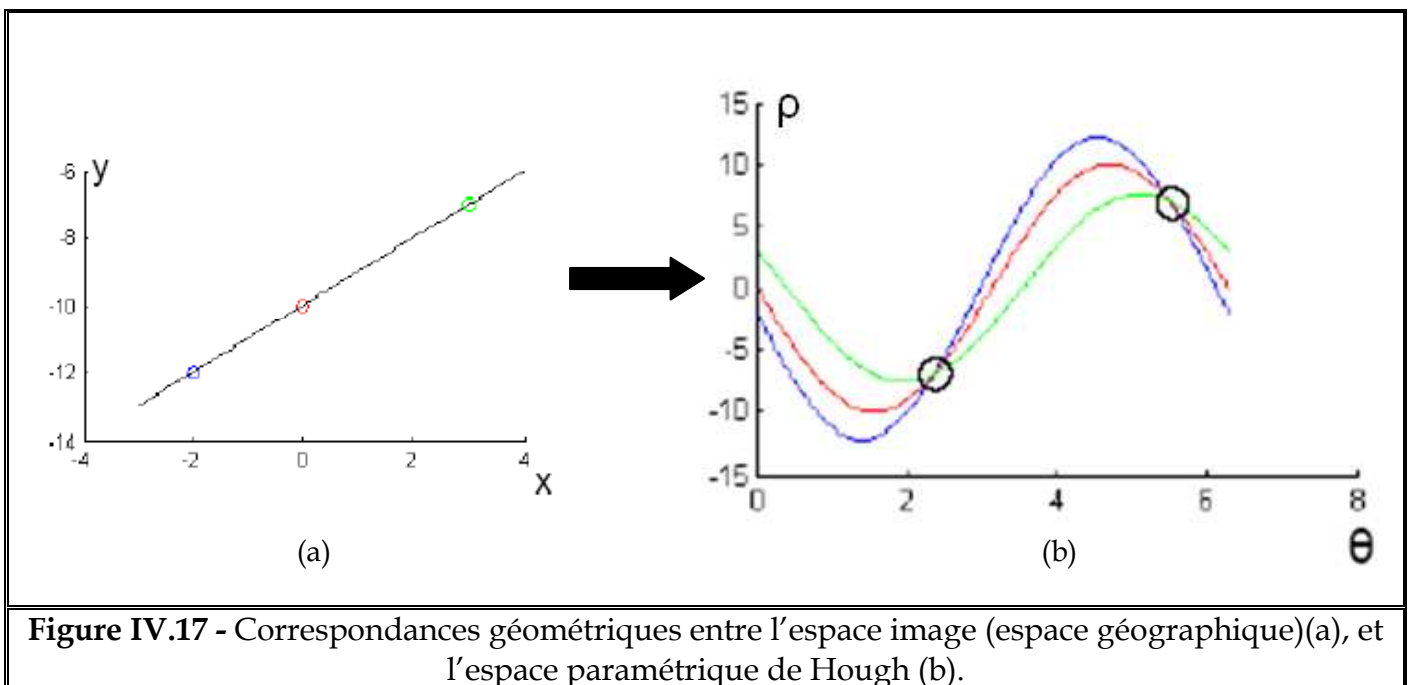 y
-6
-8
-10
-12
-14
-4 -2 0 2 4
x
(a)
ρ
15
10
5
0
-5
-10
-15
0 2 4 6 8
θ
(b)
Figure IV.17 - Correspondances géométriques entre l’espace image (espace géographique)(a), et
l’espace paramétrique de Hough (b).